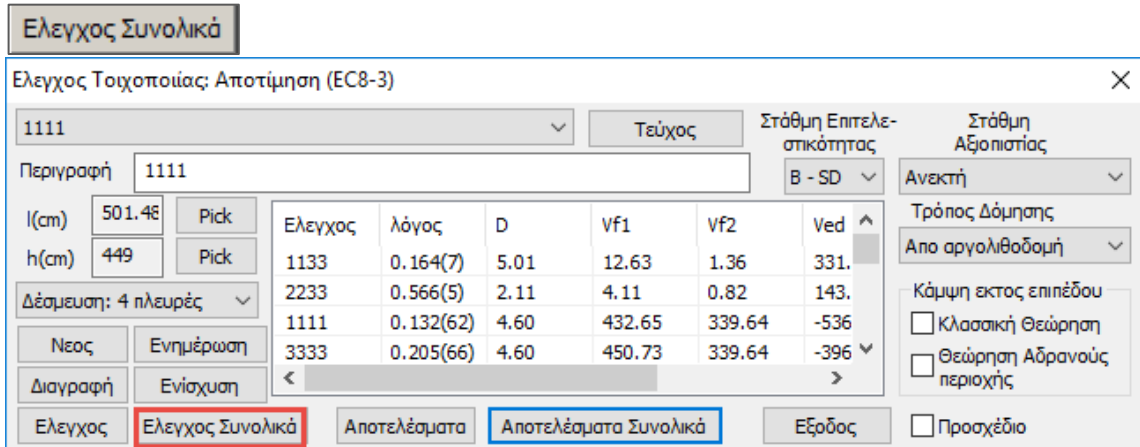 Ελεγχος Συνολικά
Ελεγχος Τοιχοποιίας: Αποτίμηση (EC8-3)
1111
Τεύχος
Στάθμη Επιτελε-
στικότητας
Στάθμη
Αξιοπιστίας
Περιγραφή 1111
B - SD
Ανεκτή
l(cm) 501.48 Pick
h(cm) 449 Pick
Δέσμευση: 4 πλευρές
Ελεγχος λόγος D Vf1 Vf2 Ved
1133 0.164(7) 5.01 12.63 1.36 331.
2233 0.566(5) 2.11 4.11 0.82 143.
1111 0.132(62) 4.60 432.65 339.64 -536
3333 0.205(66) 4.60 450.73 339.64 -396
Τρόπος Δόμησης
Απο αργολιθοδομή
Κάμψη εκτος επιπέδου
Κλασσική Θεώρηση
Θεώρηση Αδρανούς
περιοχής
Νεος Ενημέρωση
Διαγραφή Ενίσχυση
Ελεγχος Ελεγχος Συνολικά Αποτελέσματα Αποτελέσματα Συνολικά Εξοδος Προσχέδιο